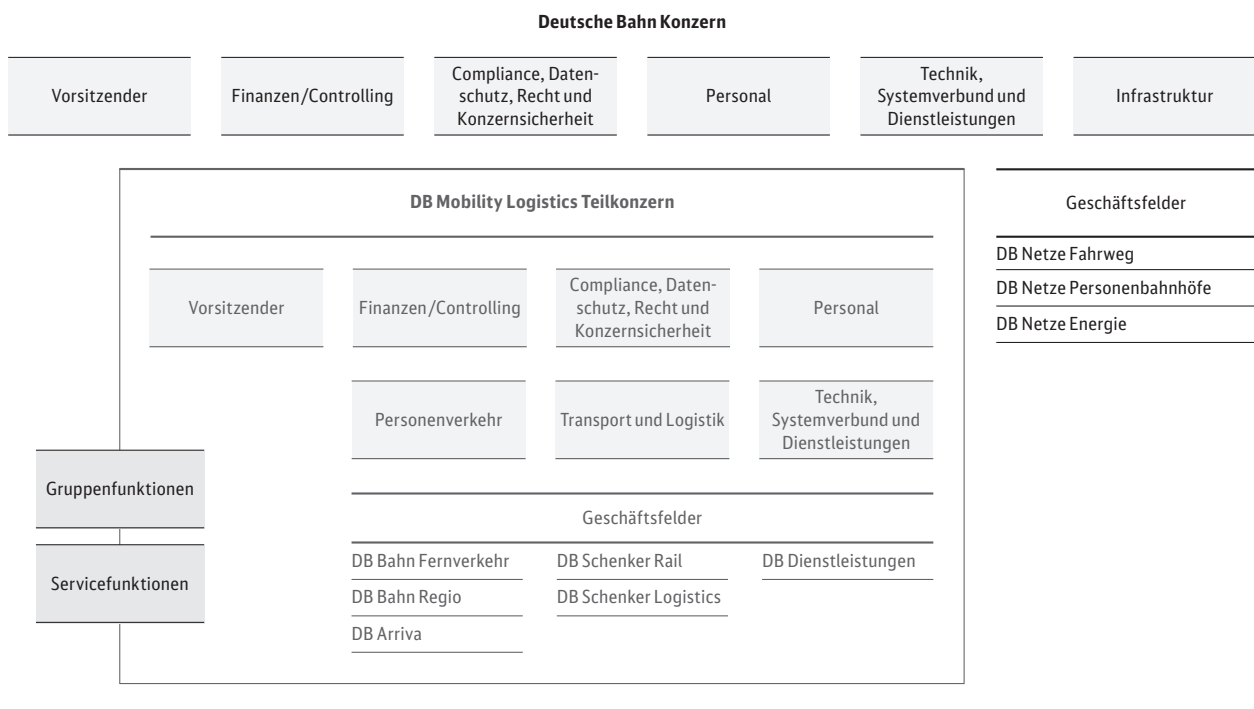 Deutsche Bahn Konzern
Vorsitzender
Finanzen/Controlling
Compliance, Daten-
schutz, Recht und
Konzernsicherheit
Personal
Technik,
Systemverbund und
Dienstleistungen
Infrastruktur
DB Mobility Logistics Teilkonzern
Vorsitzender
Finanzen/Controlling
Compliance, Daten-
schutz, Recht und
Konzernsicherheit
Personal
Personenverkehr
Transport und Logistik
Technik,
Systemverbund und
Dienstleistungen
Gruppenfunktionen
Servicefunktionen
Geschäftsfelder
DB Bahn Fernverkehr
DB Bahn Regio
DB Arriva
DB Schenker Rail
DB Schenker Logistics
DB Dienstleistungen
Geschäftsfelder
DB Netze Fahrweg
DB Netze Personenbahnhöfe
DB Netze Energie